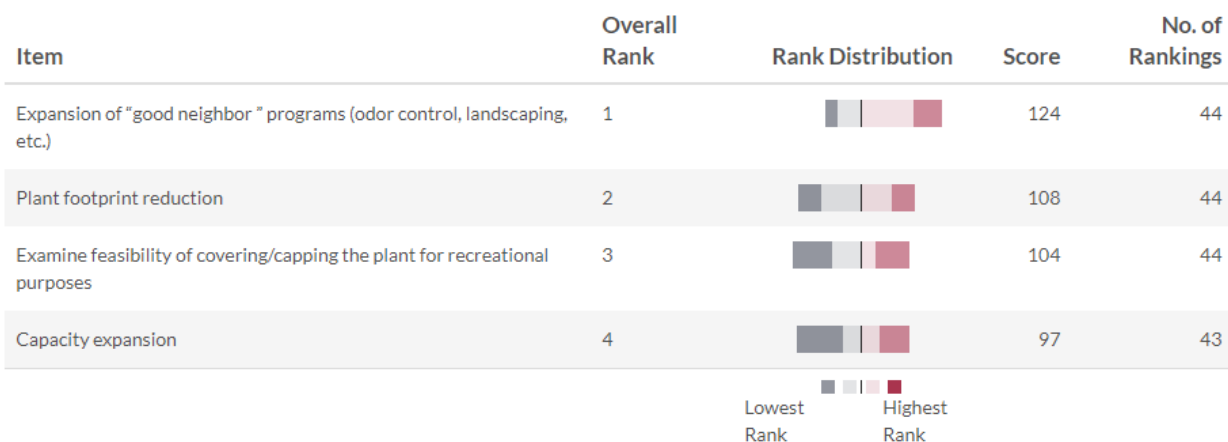 Item Overall Rank Rank Distribution Score No. of Rankings
Expansion of “good neighbor ” programs (odor control, landscaping, 1 124 44
etc.)
Plant footprint reduction 2 108 44
Examine feasibility of covering/capping the plant for recreational 3 104 44
purposes
Capacity expansion 4 97 43
Lowest Rank Highest Rank